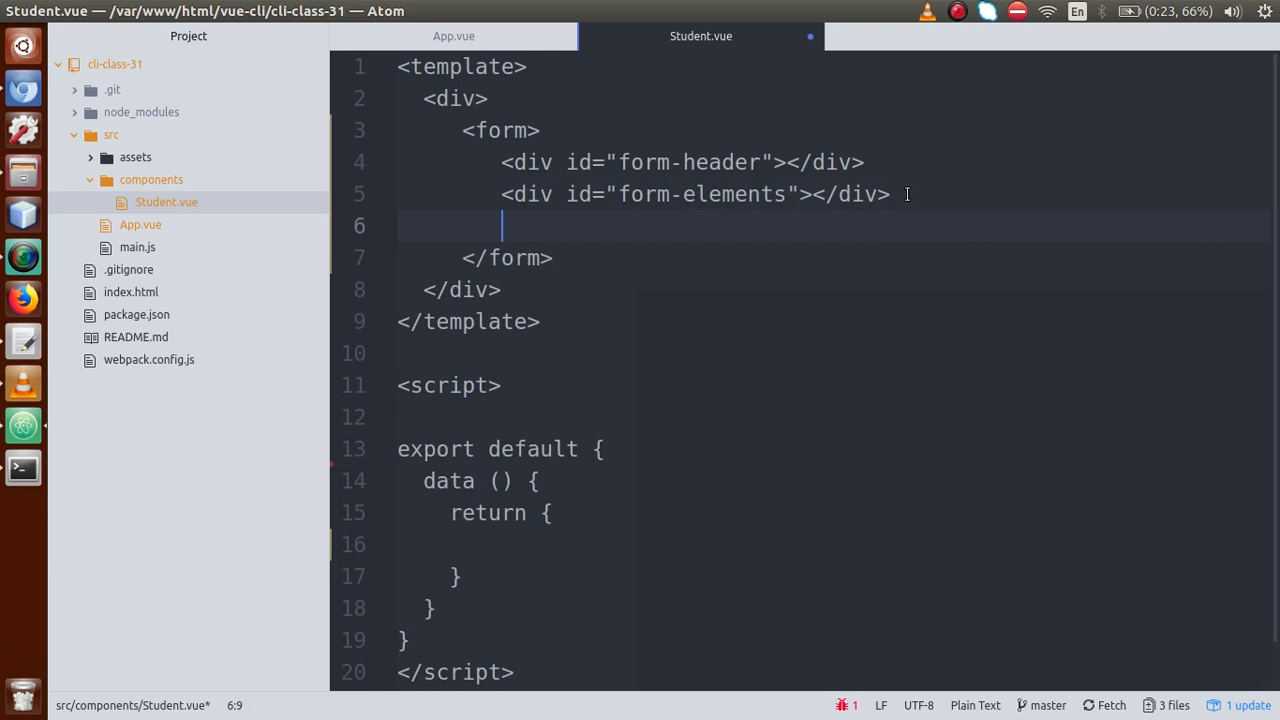 Student.vue — /var/www/html/vue-cli/cli-class-31 — Atom
En
(0:23, 66%)
Project
App.vue
Student.vue
cli-class-31
.git
node_modules
src
assets
components
Student.vue
App.vue
main.js
.gitignore
index.html
package.json
README.md
webpack.config.js
1 <template>
2 <div>
3 <form>
4 <div id="form-header"></div>
5 <div id="form-elements"></div>
6
7 </form>
8 </div>
9 </template>
10
11 <script>
12
13 export default {
14 data () {
15 return {
16
17 }
18 }
19 }
20 </script>
src/components/Student.vue* 6:9
1 LF UTF-8 Plain Text master Fetch 3 files 1 update